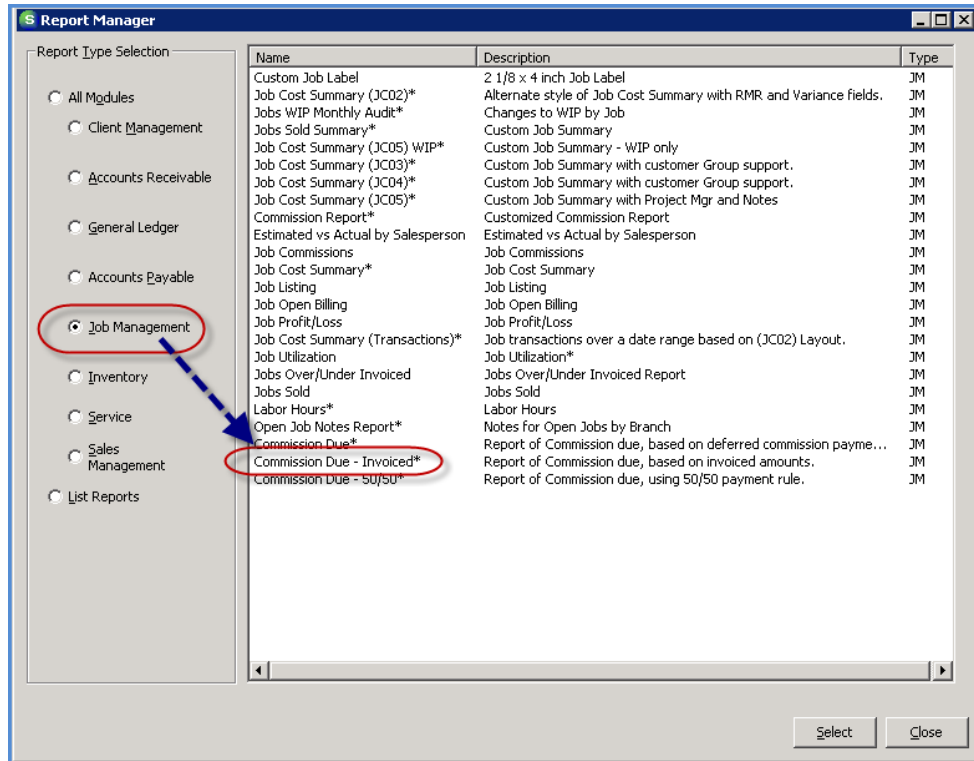 S Report Manager
Report Type Selection
All Modules
Client Management
Accounts Receivable
General Ledger
Accounts Payable
Job Management
Inventory
Service
Sales
Management
List Reports
Name Description Type
Custom Job Label 2 1/8 x 4 inch Job Label JM
Job Cost Summary (JC02)* Alternate style of Job Cost Summary with RMR and Variance fields. JM
Jobs WIP Monthly Audit* Changes to WIP by Job JM
Jobs Sold Summary* Custom Job Summary JM
Job Cost Summary (JC05) WIP* Custom Job Summary - WIP only JM
Job Cost Summary (JC03)* Custom Job Summary with customer Group support. JM
Job Cost Summary (JC04)* Custom Job Summary with customer Group support. JM
Job Cost Summary (JC05)* Custom Job Summary with Project Mgr and Notes JM
Commission Report* Customized Commission Report JM
Estimated vs Actual by Salesperson Estimated vs Actual by Salesperson JM
Job Commissions Job Commissions JM
Job Cost Summary* Job Cost Summary JM
Job Listing Job Listing JM
Job Open Billing Job Open Billing JM
Job Profit/Loss Job Profit/Loss JM
Job Cost Summary (Transactions)* Job transactions over a date range based on (JC02) Layout. JM
Job Utilization Job Utilization* JM
Jobs Over/Under Invoiced Jobs Over/Under Invoiced Report JM
Jobs Sold Jobs Sold JM
Labor Hours* Labor Hours JM
Open Job Notes Report* Notes for Open Jobs by Branch JM
Commission Due* Report of Commission due, based on deferred commission payme... JM
Commission Due - Invoiced* Report of Commission due, based on invoiced amounts. JM
Commission Due - 50/50* Report of Commission due, using 50/50 payment rule. JM
Select Close